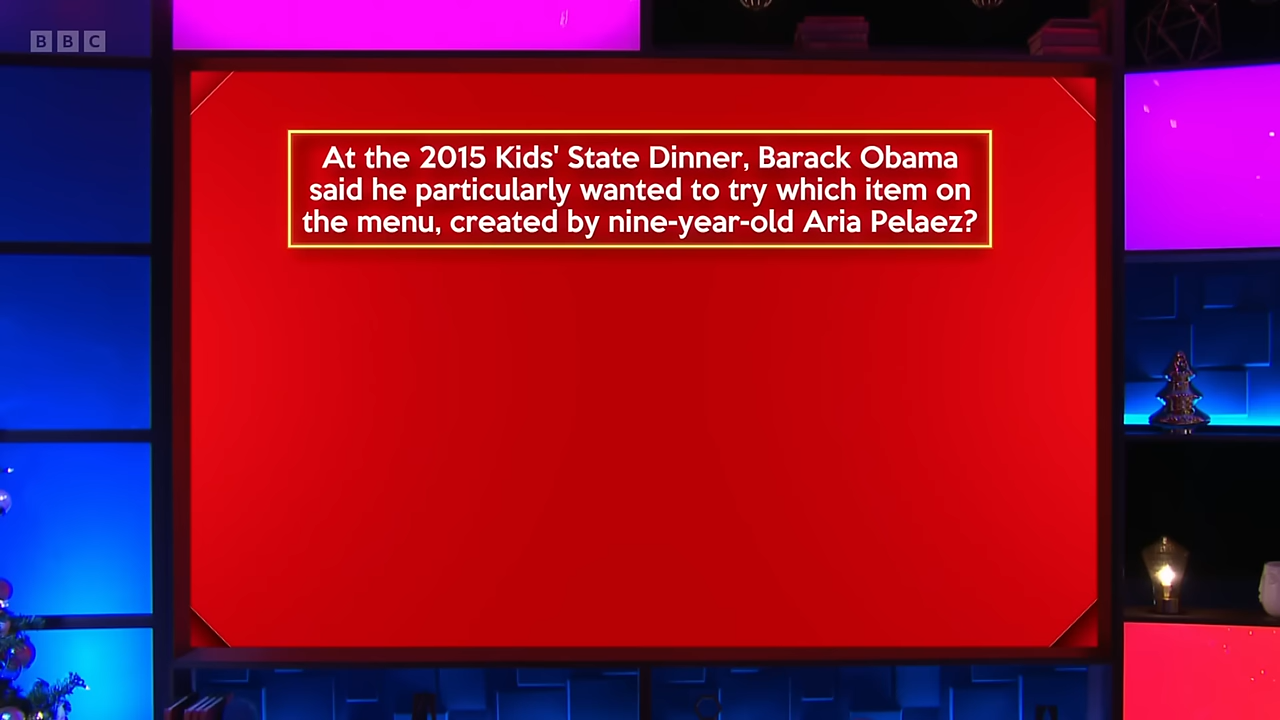 BBC
At the 2015 Kids' State Dinner, Barack Obama
said he particularly wanted to try which item on
the menu, created by nine-year-old Aria Pelaez?